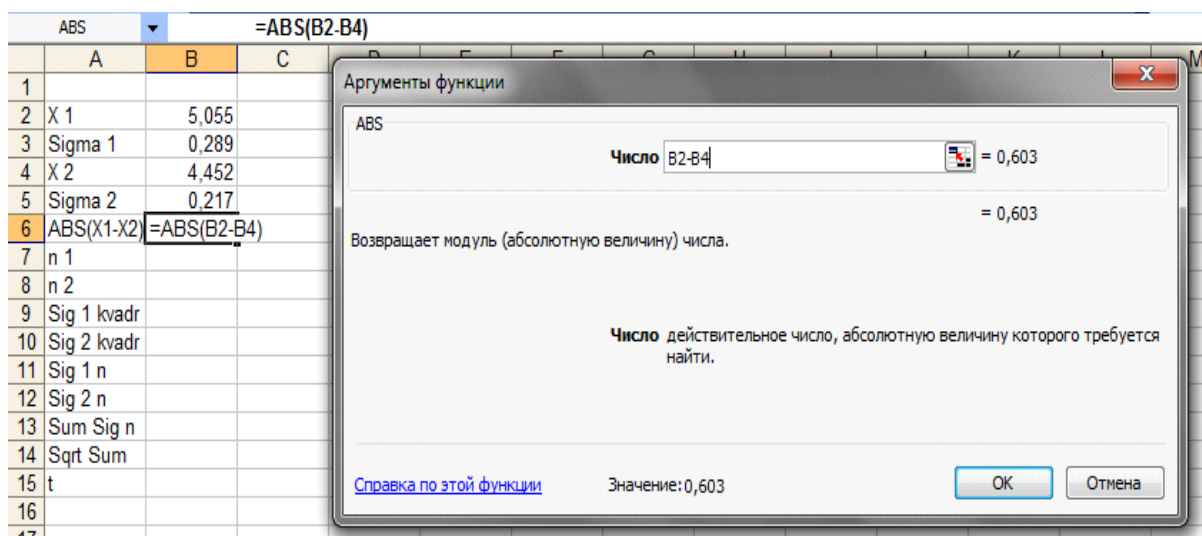 ABS =ABS(B2-B4)
A B C
1
2 X 1 5,055
3 Sigma 1 0,289
4 X 2 4,452
5 Sigma 2 0,217
6 ABS(X1-X2) =ABS(B2-B4)
7 n 1
8 n 2
9 Sig 1 kvadr
10 Sig 2 kvadr
11 Sig 1 n
12 Sig 2 n
13 Sum Sig n
14 Sqrt Sum
15 t
16
Аргументы функции
ABS
Число B2-B4 = 0,603
= 0,603
Возвращает модуль (абсолютную величину) числа.
Число действительное число, абсолютную величину которого требуется
найти.
Справка по этой функции Значение:0,603 OK Отмена